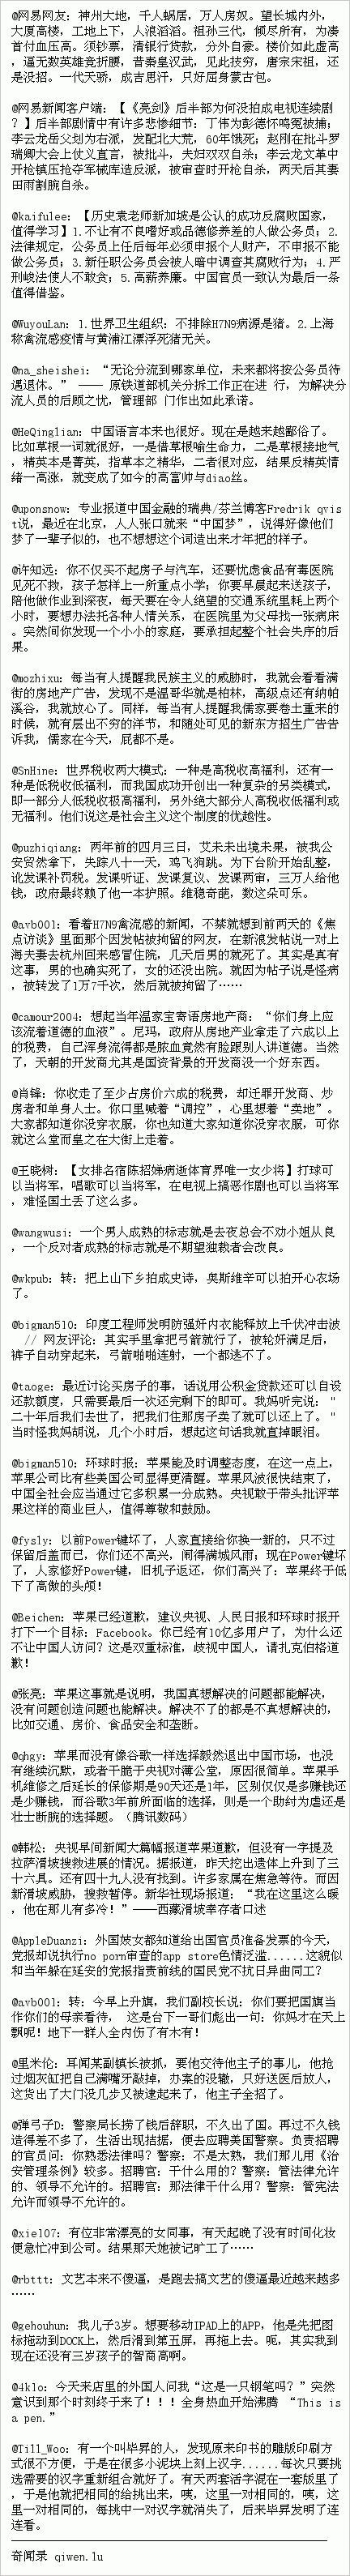 @网易网友: 神州大地, 千人蜗居, 万人房奴。望长城内外,
大厦高楼, 工地上下, 人浪滔滔。祖孙三代, 倾尽所有, 为凑
首付血压高。须钞票, 清银行贷款, 分外自豪。楼价如此虚高
, 逼无数英雄竞折腰, 昔秦皇汉武, 见此技穷, 唐宗宋祖, 还
是没招。一代天骄, 成吉思汗, 只好屈身蒙古包。

@网易新闻客户端: 【《亮剑》后半部为何没拍成电视连续剧
? 】后半部剧情中有许多悲惨细节: 丁伟为彭德怀鸣冤被捕;
李云龙岳父划为右派, 发配北大荒, 60年饿死; 赵刚在批斗罗
瑞卿大会上仗义直言, 被批斗, 夫妇双双自杀; 李云龙文革中
开枪镇压抢夺军械库造反派, 被审查时开枪自杀, 两天后其妻
田雨割腕自杀。

@kaifulee: 【历史袁老师新加坡是公认的成功反腐败国家,
值得学习】1.不让有不良嗜好或品德修养差的人做公务员; 2.
法律规定, 公务员上任后每年必须申报个人财产, 不申报不能
做公务员; 3.新任职公务员会被人暗中调查其腐败行为; 4.严
刑峻法使人不敢贪; 5.高薪养廉。中国官员一致认为最后一条
值得借鉴。

@WuyouLan: 1.世界卫生组织: 不排除H7N9病源是猪。2.上海
称禽流感疫情与黄浦江漂浮死猪无关。

@na_sheishei: “无论分流到哪家单位, 未来都将按公务员待
遇退休。” —— 原铁道部机关分拆工作正在进 行, 为解决分
流人员的后顾之忧, 管理部 门作出如此承诺。

@HeQinglian: 中国语言本来也很好。现在是越来越鄙俗了。
比如草根一词就很好, 一是借草根喻生命力, 二是草根接地气
, 精英本是菁英, 指草本之精华, 二者很对应, 结果反精英情
绪一高涨, 就变成了如今的高富帅与diao丝。

@uponsnow: 专业报道中国金融的瑞典/芬兰博客Fredrik qvis
t说, 最近在北京, 人人张口就来“中国梦”, 说得好像他们
梦了一辈子似的, 也不想想这个词造出来才年把的样子。

@许知远: 你不仅买不起房子与汽车, 还要忧虑食品有毒医院
见死不救, 孩子怎样上一所重点小学; 你要早晨起来送孩子,
陪他做作业到深夜, 每天要在令人绝望的交通系统里耗上两个
小时, 要想办法托各种人情关系, 在医院里为父母找一张病床
。突然间你发现一个小小的家庭, 要承担起整个社会失序的后
果。

@mozhixu: 每当有人提醒我民族主义的威胁时, 我就会看看满
街的房地产广告, 发现不是温哥华就是柏林, 高级点还有纳帕
溪谷, 我就放心了。同样, 每当有人提醒我儒家要卷土重来的
时候, 就有层出不穷的洋节, 和随处可见的新东方招生广告告
诉我, 儒家在今天, 屁都不是。

@SnHine: 世界税收两大模式: 一种是高税收高福利, 还有一
种是低税收低福利, 而我国成功开创出一种复杂的另类模式,
即一部分人低税收极高福利, 另外绝大部分人高税收低福利或
无福利。他们说这是社会主义这个制度的优越性。

@puzhiqiang: 两年前的四月三日, 艾未未出境未果, 被我公
安贸然拿下, 失踪八十一天, 鸡飞狗跳。为下台阶开始乱整,
讹发课补罚税。发课听证、发课复议、发课两审, 三万人给他
钱, 政府最终赖了他一本护照。维稳奇葩, 数这朵可乐。

@avb001: 看着H7N9禽流感的新闻, 不禁就想到前两天的《焦
点访谈》里面那个因发帖被拘留的网友, 在新浪发帖说一对上
海夫妻去杭州回来感冒住院, 几天后男的就死了。其实是真有
这事, 男的也确实死了, 女的还没出院。就因为帖子说是怪病
, 被转发了1万7千次, 然后就被拘留了……

@camour2004: 想起当年温家宝寄语房地产商: “你们身上应
该流着道德的血液”。尼玛, 政府从房地产业拿走了六成以上
的税费, 自己浑身流得都是脓血竟然有脸跟别人讲道德。当然
了, 天朝的开发商尤其是国资背景的开发商没一个好东西。

@肖锋: 你收走了至少占房价六成的税费, 却迁罪开发商、炒
房者和单身人士。你口里喊着“调控”, 心里想着“卖地”。
大家都知道你没穿衣服, 你也知道大家知道你没穿衣服, 可你
就这么堂而皇之在大街上走着。

@王晓树: 【女排名宿陈招娣病逝体育界唯一女少将】打球可
以当将军, 唱歌可以当将军, 在电视上搞恶作剧也可以当将军
, 难怪国土丢了这么多。

@wangwusi: 一个男人成熟的标志就是去夜总会不劝小姐从良
, 一个反对者成熟的标志就是不期望独裁者会改良。

@wkpub: 转: 把上山下乡拍成史诗, 奥斯维辛可以拍开心农场
了。

@bigman510: 印度工程师发明防强奸内衣能释放上千伏冲击波
 // 网友评论: 其实手里拿把弓箭就行了, 被轮奸满足后,
裤子自动穿起来, 弓箭啪啪连射, 一个都逃不了。

@taoge: 最近讨论买房子的事, 话说用公积金贷款还可以自设
还款额度, 只需要最后一次还完剩下的即可。我妈听完说: "
二十年后我们去世了, 把我们住那房子卖了就可以还上了。"
当时怪我妈胡说, 几个小时后, 想起这句话我就直掉眼泪。

@bigman510: 环球时报: 苹果能及时调整态度, 在这一点上,
苹果公司比有些美国公司显得更清醒。苹果风波很快结束了,
中国全社会应当通过它多积累一分成熟。央视敢于带头批评苹
果这样的商业巨人, 值得尊敬和鼓励。

@fysly: 以前Power键坏了, 人家直接给你换一新的, 只不过
保留后盖而已, 你们还不高兴, 闹得满城风雨; 现在Power键坏
了, 人家修好Power键, 旧机子返还, 你们高兴了: 苹果终于低
下了高傲的头颅!

@Beichen: 苹果已经道歉, 建议央视、人民日报和环球时报开
打下一个目标: Facebook。你已经有10亿多用户了, 为什么还
不让中国人访问? 这是双重标准, 歧视中国人, 请扎克伯格道
歉!

@张亮: 苹果这事就是说明, 我国真想解决的问题都能解决,
没有问题创造问题也能解决。解决不了的都是不真想解决的,
比如交通、房价、食品安全和垄断。

@qhgy: 苹果而没有像谷歌一样选择毅然退出中国市场, 也没
有继续沉默, 或者干脆于央视对薄公堂, 原因很简单。苹果手
机维修之后延长的保修期是90天还是1年, 区别仅仅是多赚钱还
是少赚钱, 而谷歌3年前所面临的选择, 则是一个助纣为虐还是
壮士断腕的选择题。(腾讯数码)

@韩松: 央视早间新闻大篇幅报道苹果道歉, 但没有一字提及
拉萨滑坡搜救进展的情况。据报道, 昨天挖出遗体上升到了三
十六具。还有四十九人没有找到。许多家属在焦急等待。而因
新滑坡威胁, 搜救暂停。新华社现场报道: “我在这里这么暖
, 他在那儿有多冷!”——西藏滑坡幸存者口述

@AppleDuanzi: 外国妓女都知道给出国官员准备发票的今天,
党报却说执行no porn审查的app store色情泛滥......这貌似
和当年躲在延安的党报指责前线的国民党不抗日异曲同工?

@avb001: 转: 今早上升旗, 我们副校长说: 你们要把国旗当
作你们的母亲看待,  这是台下一哥们彪出一句: 你妈才在天上
飘呢! 地下一群人全内伤了有木有!

@里米伦: 耳闻某副镇长被抓, 要他交待他主子的事儿, 他抢
过烟灰缸把自己满嘴牙敲掉, 办案的没辙, 只好送医后放人,
这货出了大门没几步又被逮起来了, 他主子全招了。

@弹弓子D: 警察局长捞了钱后辞职, 不久出了国。再过不久钱
造得差不多了, 生活出现拮据, 便去应聘美国警察。负责招聘
的官员问: 你熟悉法律吗? 警察: 不是太熟, 我们那儿用《治
安管理条例》较多。招聘官: 干什么用的? 警察: 管法律允许
的、领导不允许的。招聘官: 那法律干什么用? 警察: 管宪法
允许而领导不允许的。

@xie107: 有位非常漂亮的女同事, 有天起晚了没有时间化妆
便急忙冲到公司。结果那天她被记旷工了……

@rbttt: 文艺本来不傻逼, 是跑去搞文艺的傻逼最近越来越多
……

@gehouhun: 我儿子3岁。想要移动IPAD上的APP, 他是先把图
标拖动到DOCK上, 然后滑到第五屏, 再拖上去。呃, 其实我到
现在还没有三岁孩子的智商高啊。

@4klo: 今天来店里的外国人问我“这是一只钢笔吗?”突然
意识到那个时刻终于来了!!! 全身热血开始沸腾 “This is
a pen.”

@Till_Woo: 有一个叫毕昇的人, 发现原来印书的雕版印刷方
式很不方便, 于是在很多小泥块上刻上汉字......每次只要挑
选需要的汉字重新组合就好了。有天两套活字混在一套版里了
, 于是他就把相同的给挑出来, 咦, 这里一对相同的, 咦, 这
里一对相同的, 每挑中一对汉字就消失了, 后来毕昇发明了连
连看。
奇闻录 qiwen.lu